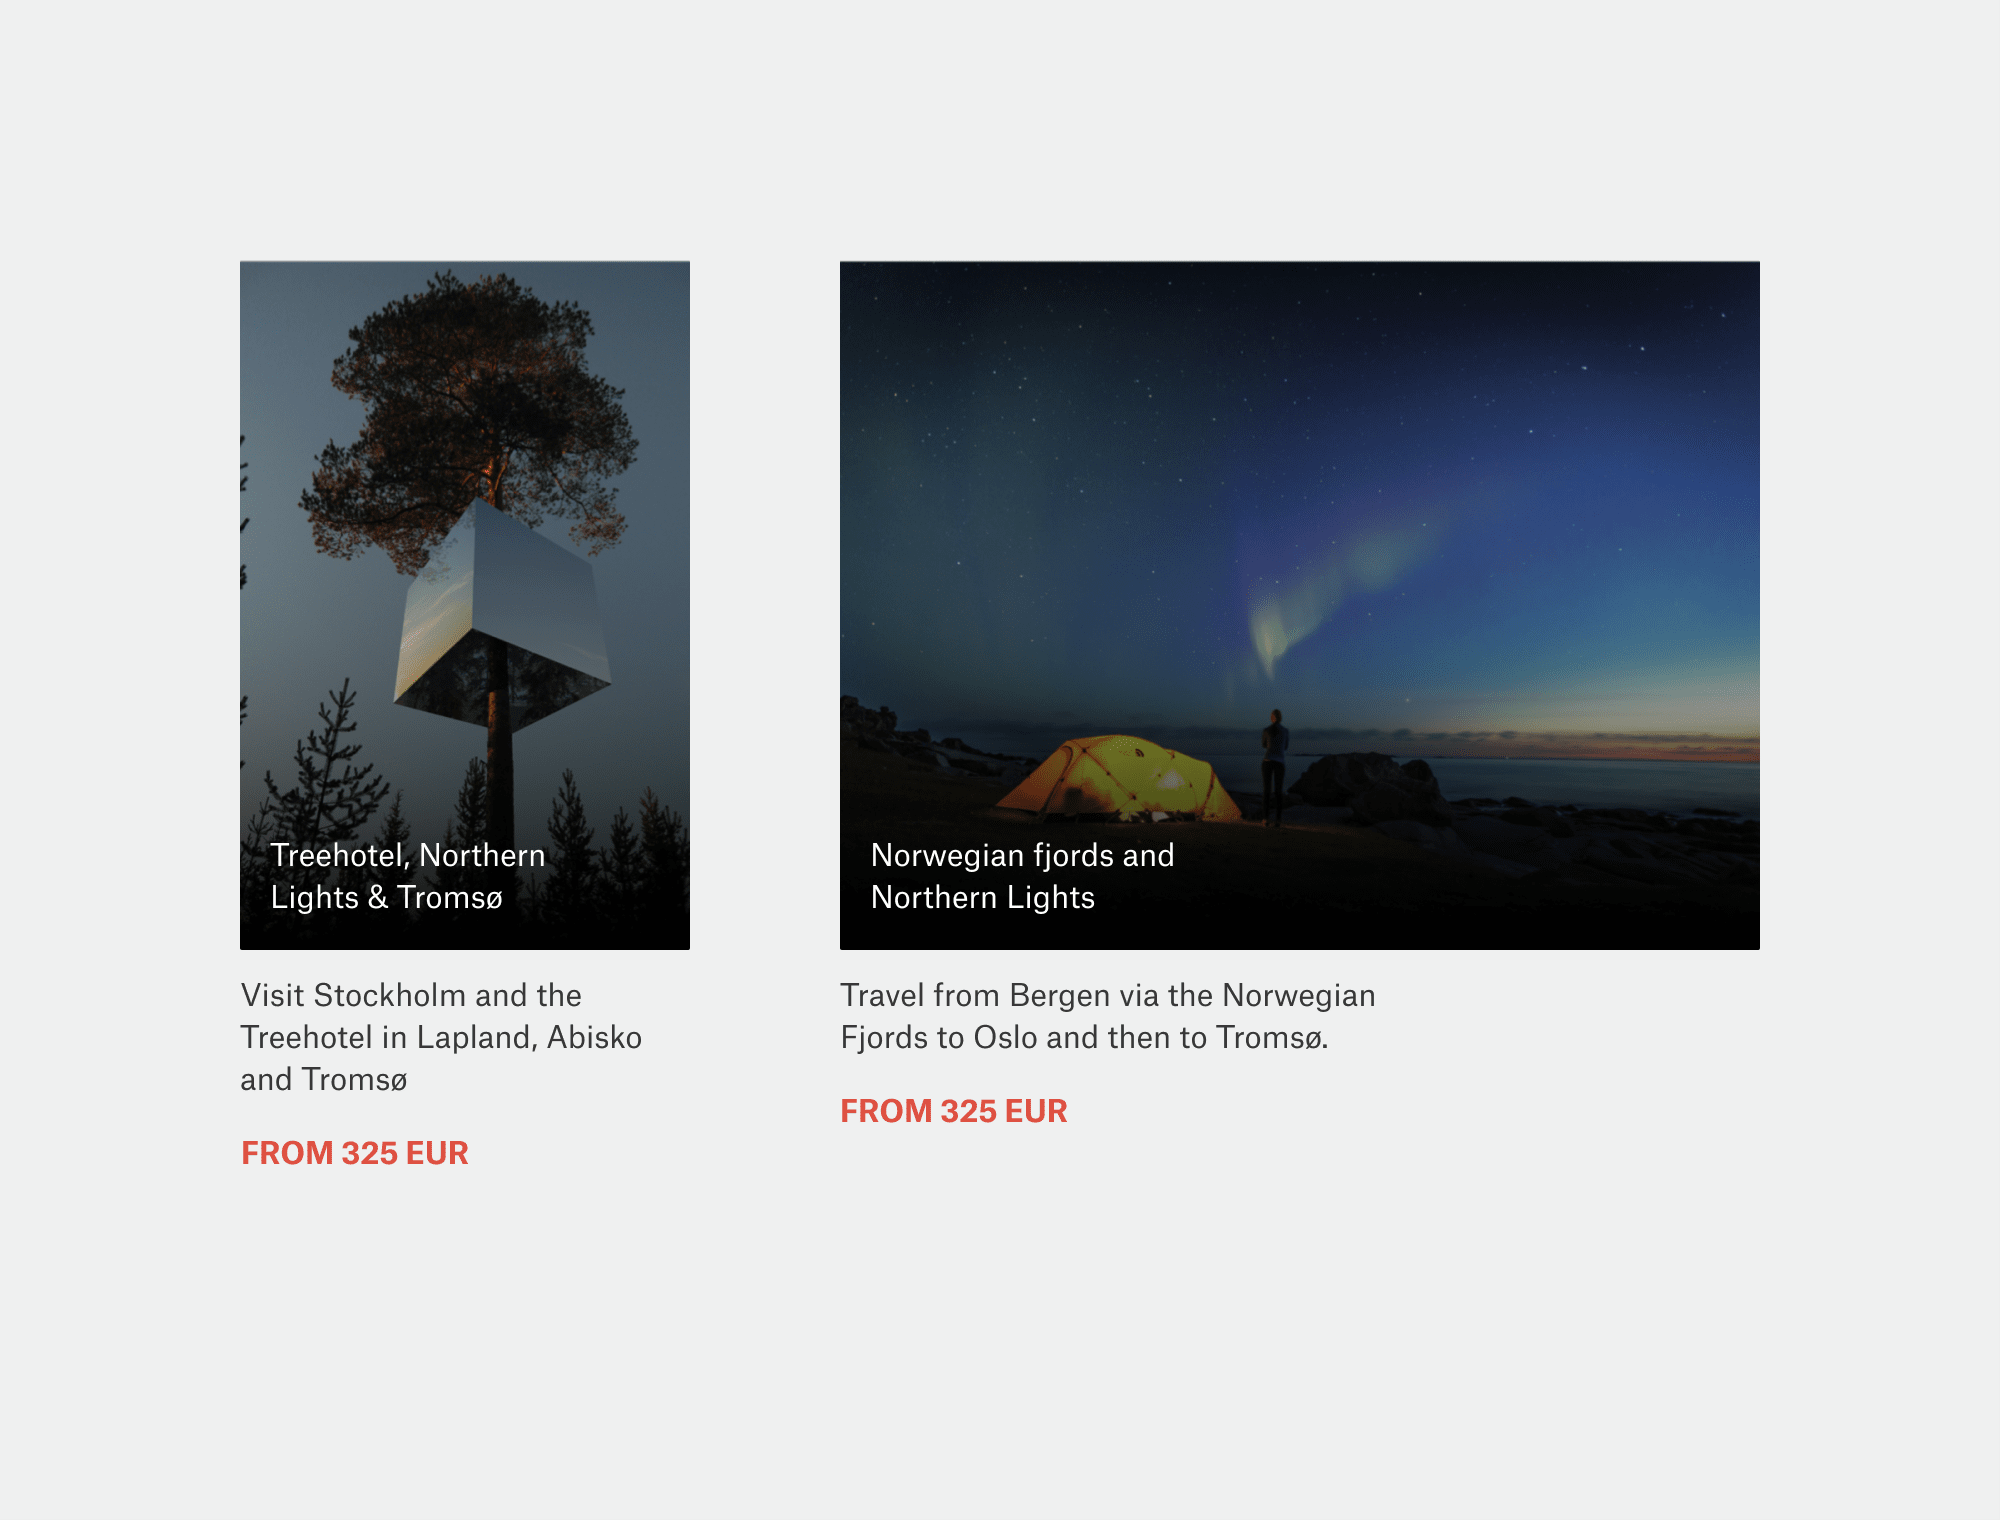 Treehotel, Northern
Lights & Tromsø
Visit Stockholm and the
Treehotel in Lapland, Abisko
and Tromsø
FROM 325 EUR
Norwegian fjords and
Northern Lights
Travel from Bergen via the Norwegian
Fjords to Oslo and then to Tromsø.
FROM 325 EUR